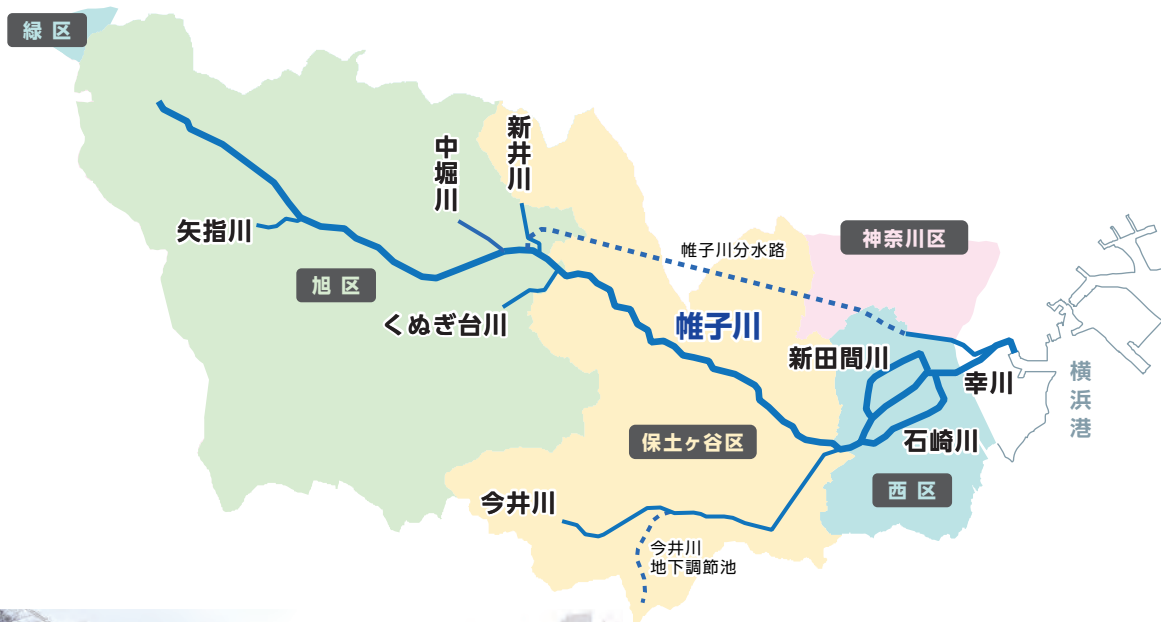 緑 区
新井川
中堀川
矢指川
神奈川区
帷子川分水路
旭 区
くぬぎ台川
帷子川
新田間川
幸川
横浜港
保土ヶ谷区
石崎川
西 区
今井川
今井川
地下調節池